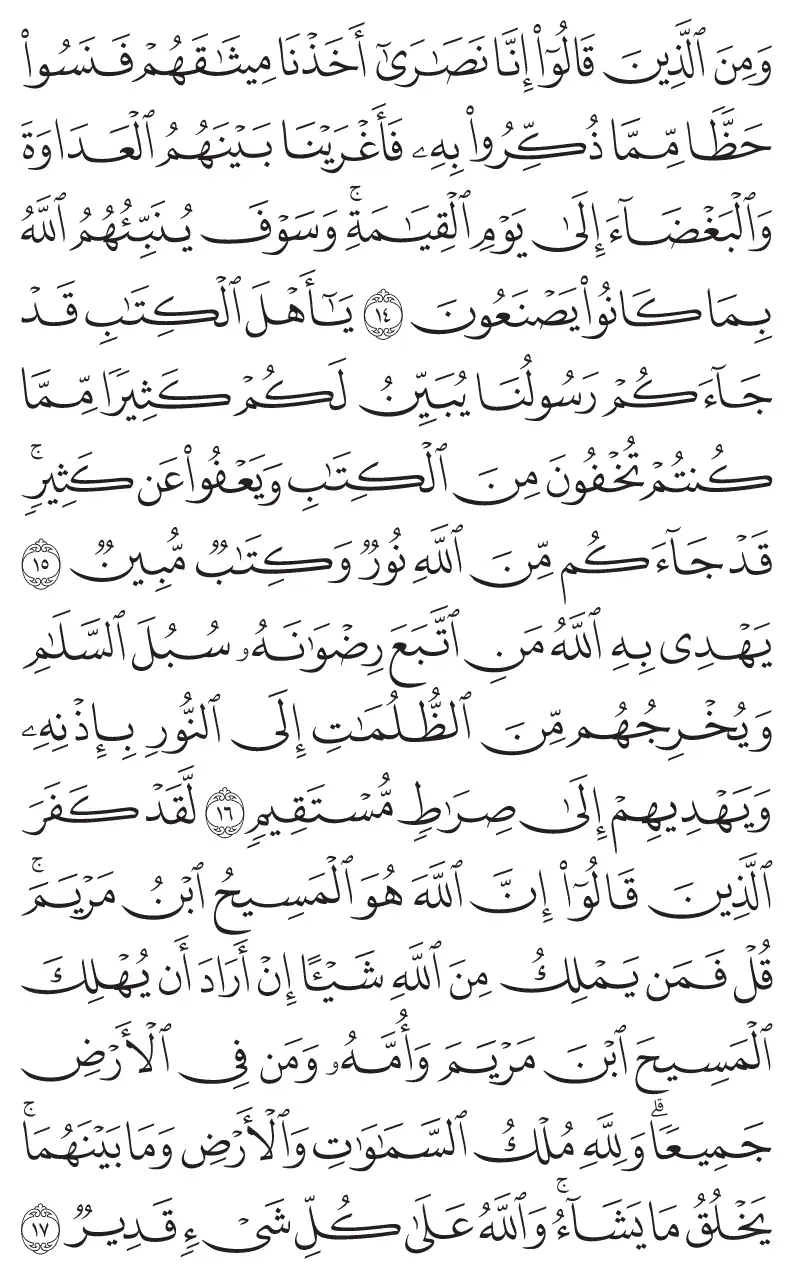 وَمِنَ ٱلَّذِينَ قَالُوٓا۟ إِنَّا نَصَـٰرَىٰٓ أَخَذْنَا مِيثَـٰقَهُمْ فَنَسُوا۟
حَظًّا مِّمَّا ذُكِّرُوا۟ بِهِۦ فَأَغْرَيْنَا بَيْنَهُمُ ٱلْعَدَاوَةَ
وَٱلْبَغْضَآءَ إِلَىٰ يَوْمِ ٱلْقِيَـٰمَةِ ۚ وَسَوْفَ يُنَبِّئُهُمُ ٱللَّهُ
بِمَا كَانُوا۟ يَصْنَعُونَ ١٤ يَـٰٓأَهْلَ ٱلْكِتَـٰبِ قَدْ
جَآءَكُمْ رَسُولُنَا يُبَيِّنُ لَكُمْ كَثِيرًا مِّمَّا
كُنتُمْ تُخْفُونَ مِنَ ٱلْكِتَـٰبِ وَيَعْفُوا۟ عَن كَثِيرٍ ۚ
قَدْ جَآءَكُم مِّنَ ٱللَّهِ نُورٌ وَكِتَـٰبٌ مُّبِينٌ ١٥
يَهْدِى بِهِ ٱللَّهُ مَنِ ٱتَّبَعَ رِضْوَٰنَهُۥ سُبُلَ ٱلسَّلَـٰمِ
وَيُخْرِجُهُم مِّنَ ٱلظُّلُمَـٰتِ إِلَى ٱلنُّورِ بِإِذْنِهِۦ
وَيَهْدِيهِمْ إِلَىٰ صِرَٰطٍ مُّسْتَقِيمٍ ١٦ لَّقَدْ كَفَرَ
ٱلَّذِينَ قَالُوٓا۟ إِنَّ ٱللَّهَ هُوَ ٱلْمَسِيحُ ٱبْنُ مَرْيَمَ ۚ
قُلْ فَمَن يَمْلِكُ مِنَ ٱللَّهِ شَيْـًٔا إِنْ أَرَادَ أَن يُهْلِكَ
ٱلْمَسِيحَ ٱبْنَ مَرْيَمَ وَأُمَّهُۥ وَمَن فِى ٱلْأَرْضِ
جَمِيعًا ۗ وَلِلَّهِ مُلْكُ ٱلسَّمَـٰوَٰتِ وَٱلْأَرْضِ وَمَا بَيْنَهُمَا ۚ
يَخْلُقُ مَا يَشَآءُ ۚ وَٱللَّهُ عَلَىٰ كُلِّ شَىْءٍ قَدِيرٌ ١٧